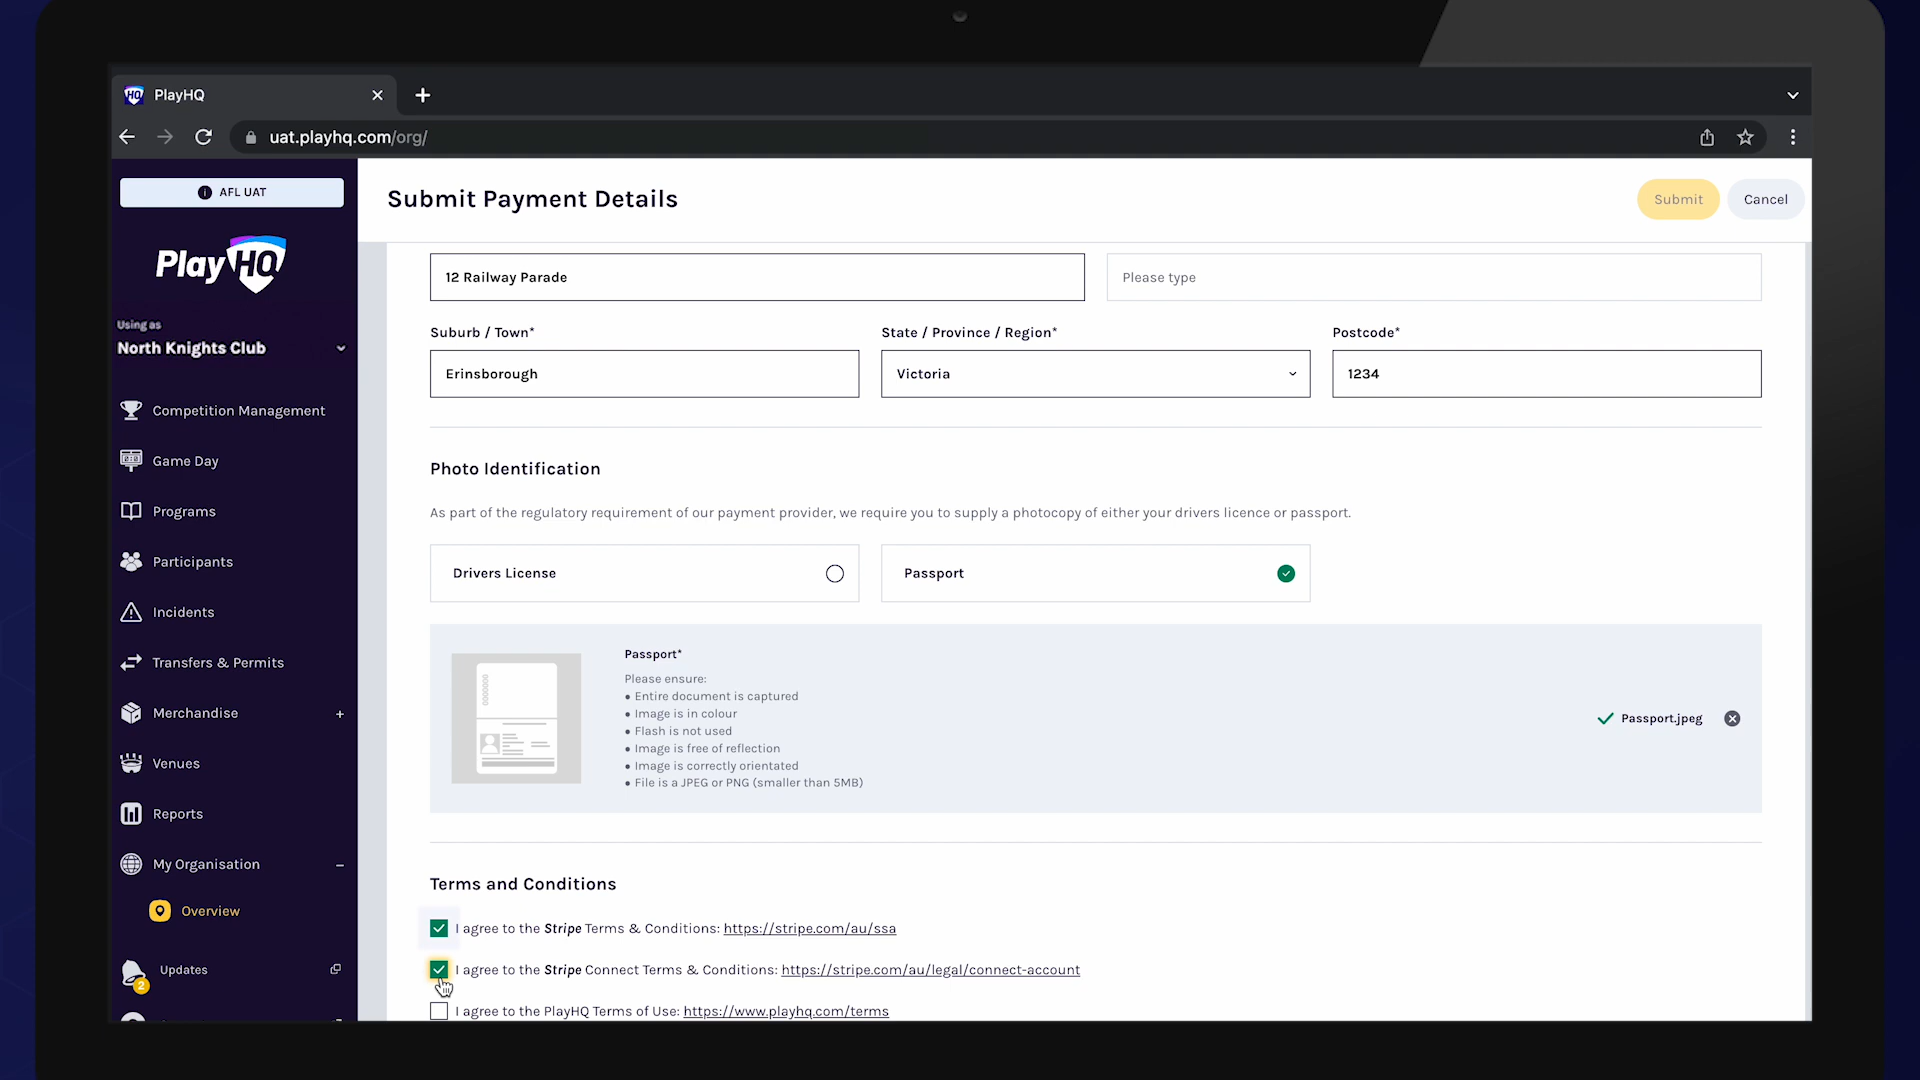 PlayHQ
uat.playhq.com/org/
AFL UAT
Submit Payment Details
Submit
Cancel
PlayHQ
Using as
North Knights Club
Competition Management
Game Day
Programs
Participants
Incidents
Transfers & Permits
Merchandise
Venues
Reports
My Organisation
Overview
Updates
2
12 Railway Parade
Please type
Suburb / Town*
State / Province / Region*
Postcode*
Erinsborough
Victoria
1234
Photo Identification
As part of the regulatory requirement of our payment provider, we require you to supply a photocopy of either your drivers licence or passport.
Drivers License
Passport
Passport*
Please ensure:
• Entire document is captured
• Image is in colour
• Flash is not used
• Image is free of reflection
• Image is correctly orientated
• File is a JPEG or PNG (smaller than 5MB)
Passport.jpeg
Terms and Conditions
I agree to the Stripe Terms & Conditions: https://stripe.com/au/ssa
I agree to the Stripe Connect Terms & Conditions: https://stripe.com/au/legal/connect-account
I agree to the PlayHQ Terms of Use: https://www.playhq.com/terms